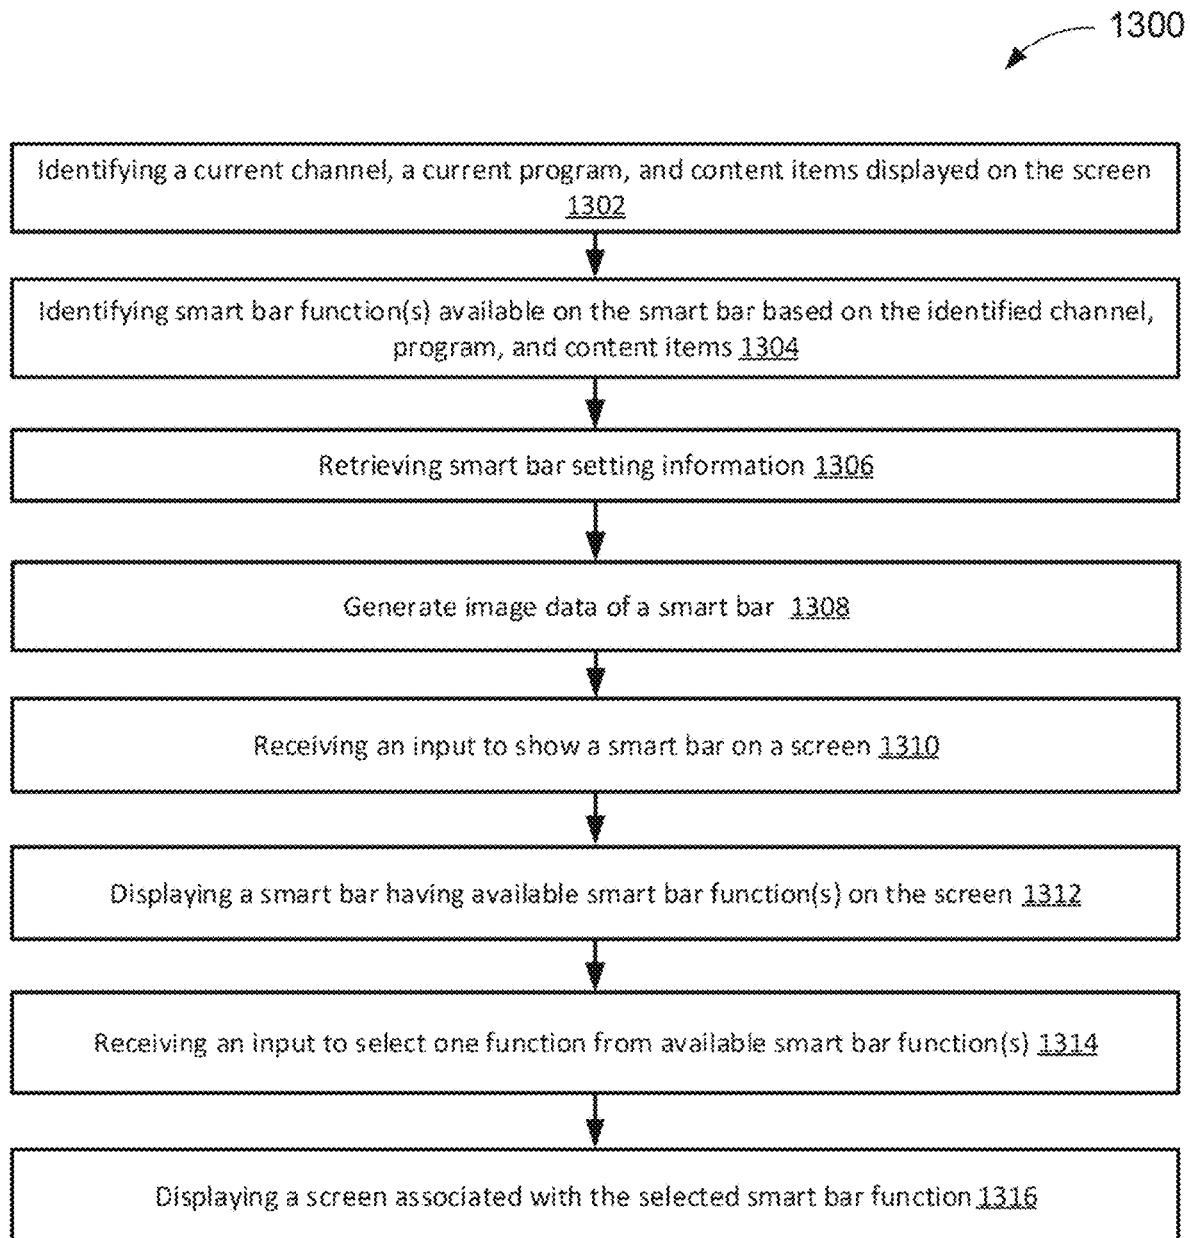 1300
Identifying a current channel, a current program, and content items displayed on the screen
1302
Identifying smart bar function(s) available on the smart bar based on the identified channel,
program, and content items 1304
Retrieving smart bar setting information 1306
Generate image data of a smart bar 1308
Receiving an input to show a smart bar on a screen 1310
Displaying a smart bar having available smart bar function(s) on the screen 1312
Receiving an input to select one function from available smart bar function(s) 1314
Displaying a screen associated with the selected smart bar function 1316